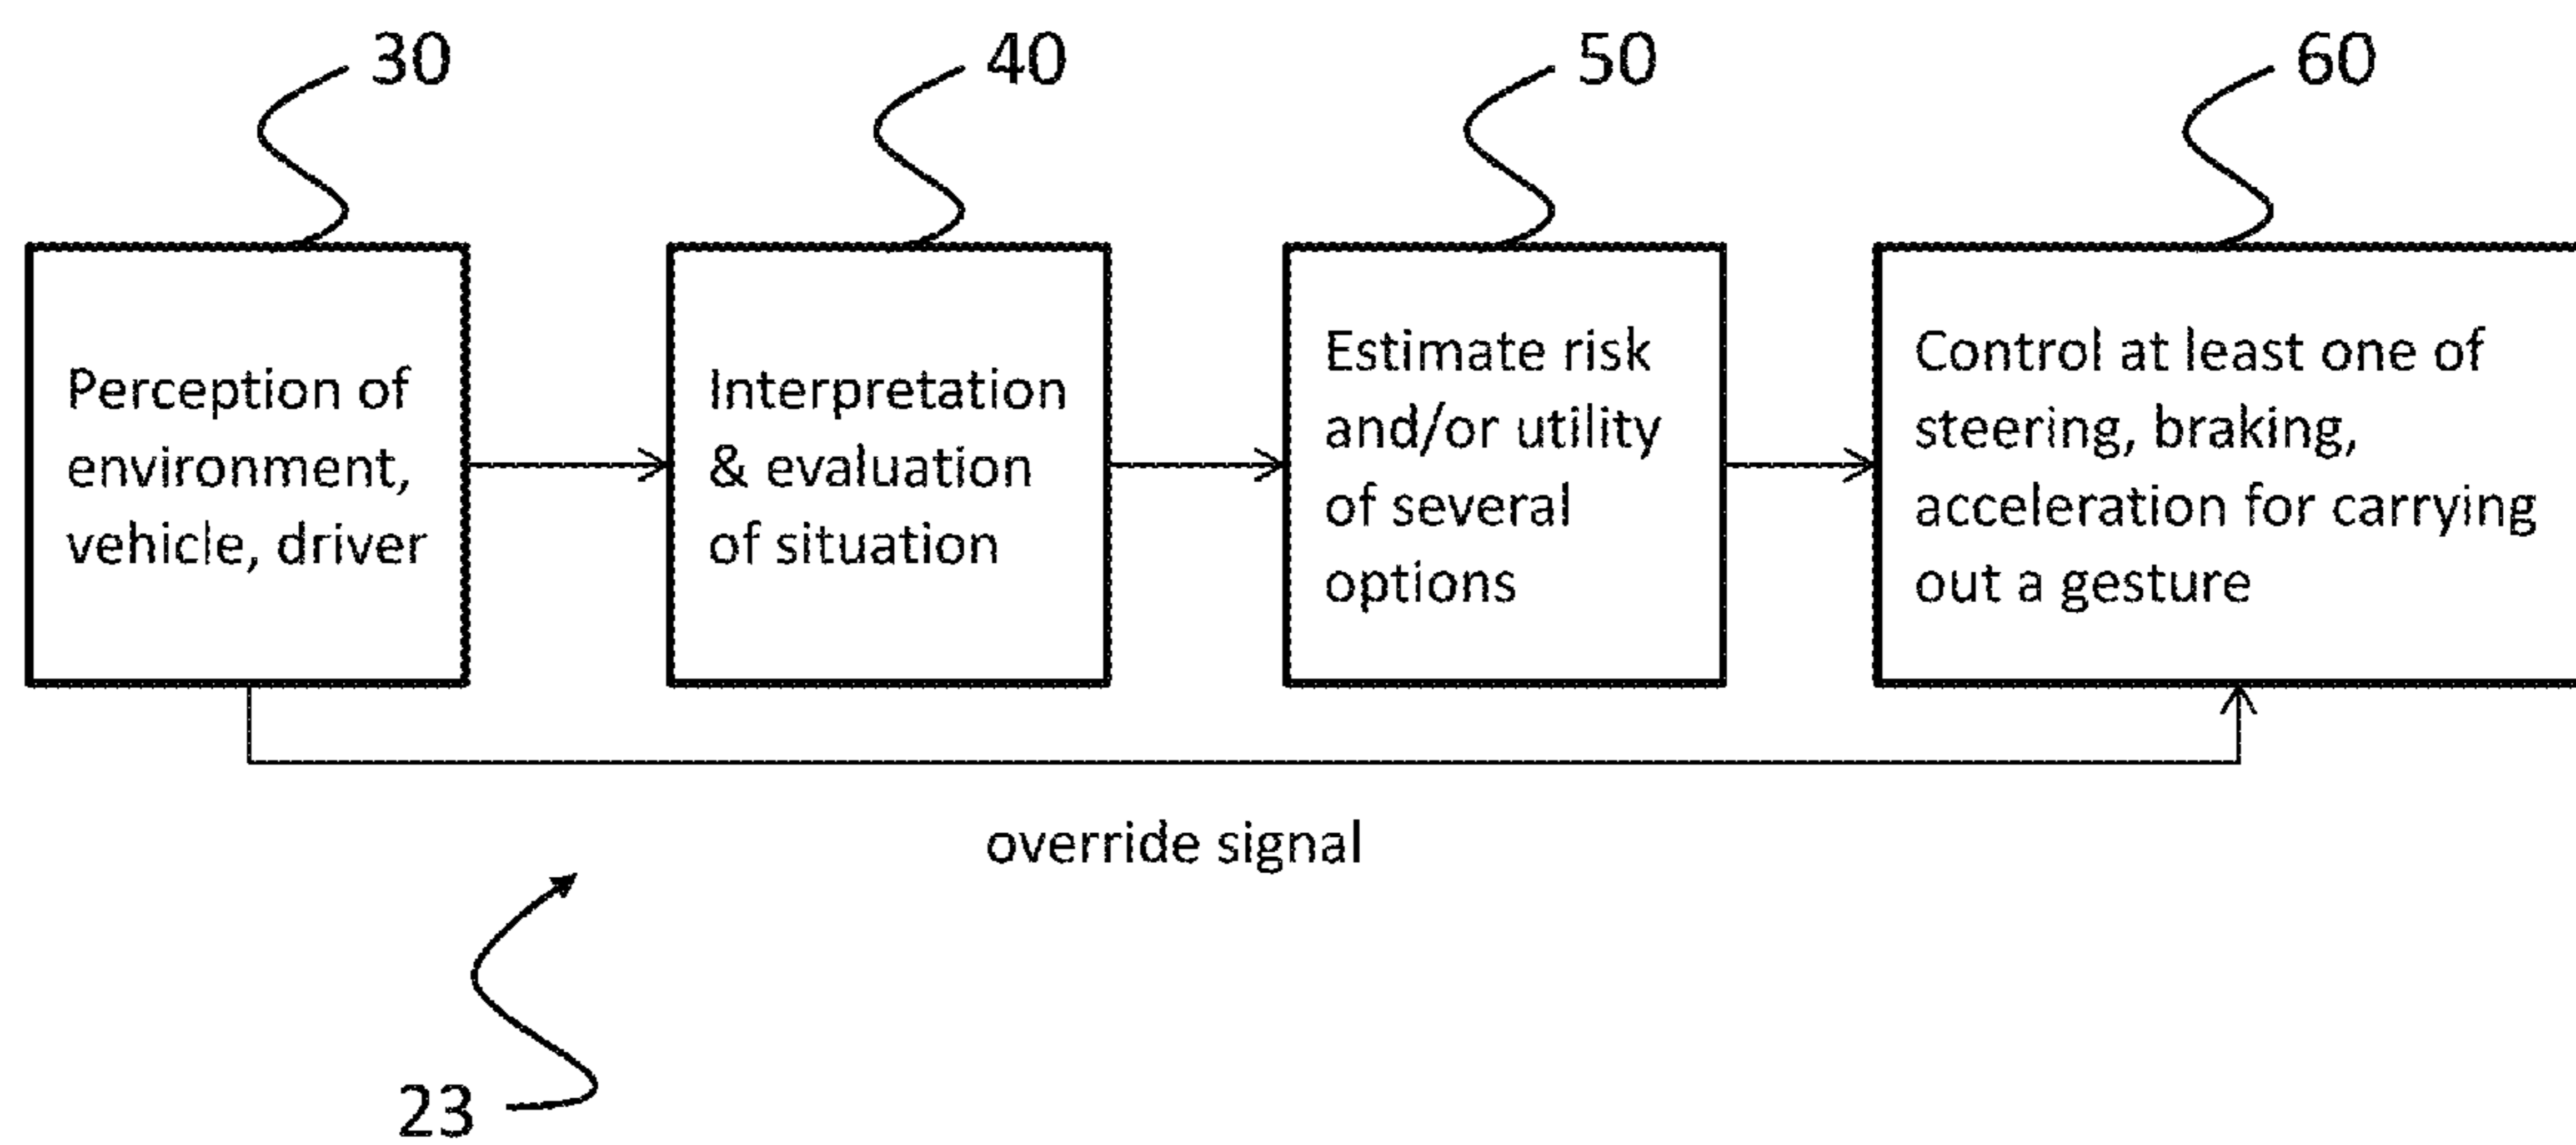 30
40
50
60
Perception of
environment,
vehicle, driver
Interpretation
& evaluation
of situation
Estimate risk
and/or utility
of several
options
Control at least one of
steering, braking,
acceleration for carrying
out a gesture
override signal
23